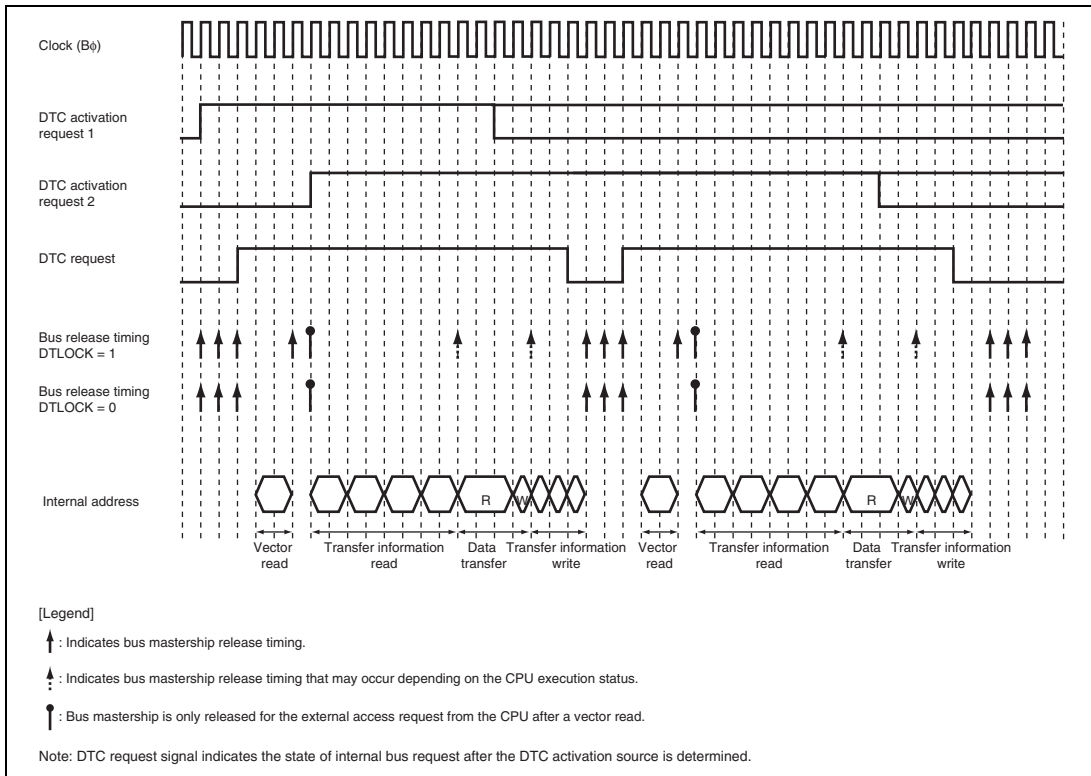 Clock (Bφ)
DTC activation
request 1
DTC activation
request 2
DTC request
Bus release timing
DTLOCK = 1
Bus release timing
DTLOCK = 0
Internal address
R W R W
Vector
read
Transfer information
read
Data
transfer
Transfer information
write
Vector
read
Transfer information
read
Data
transfer
Transfer information
write
[Legend]
: Indicates bus mastership release timing.
: Indicates bus mastership release timing that may occur depending on the CPU execution status.
: Bus mastership is only released for the external access request from the CPU after a vector read.
Note: DTC request signal indicates the state of internal bus request after the DTC activation source is determined.